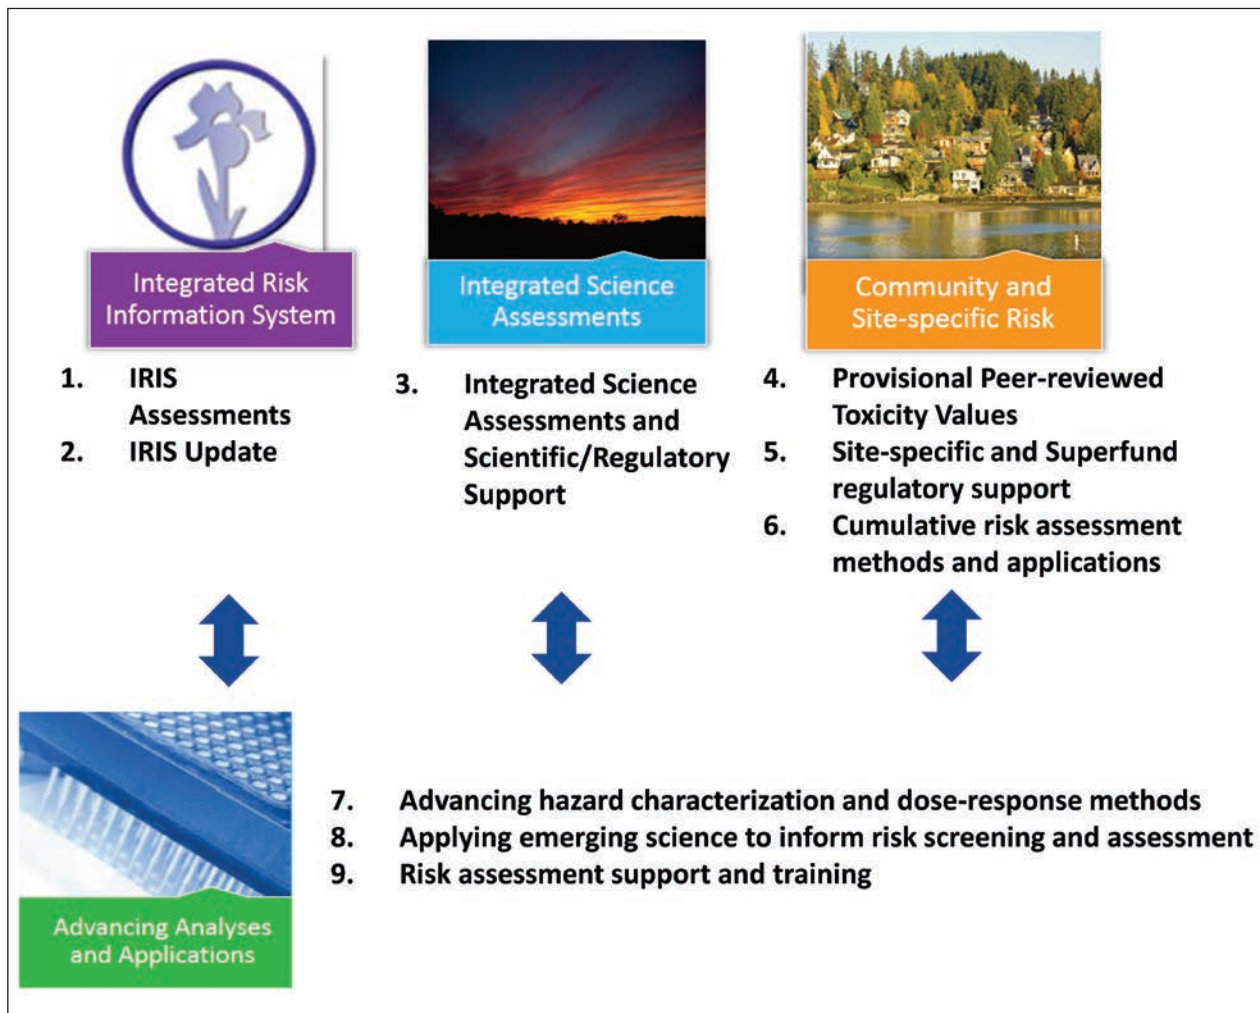 Integrated Risk
Information System
Integrated Science
Assessments
Community and
Site-specific Risk
1. IRIS
Assessments
2. IRIS Update
3. Integrated Science
Assessments and
Scientific/Regulatory
Support
4. Provisional Peer-reviewed
Toxicity Values
5. Site-specific and Superfund
regulatory support
6. Cumulative risk assessment
methods and applications
7. Advancing hazard characterization and dose-response methods
8. Applying emerging science to inform risk screening and assessment
9. Risk assessment support and training
Advancing Analyses
and Applications